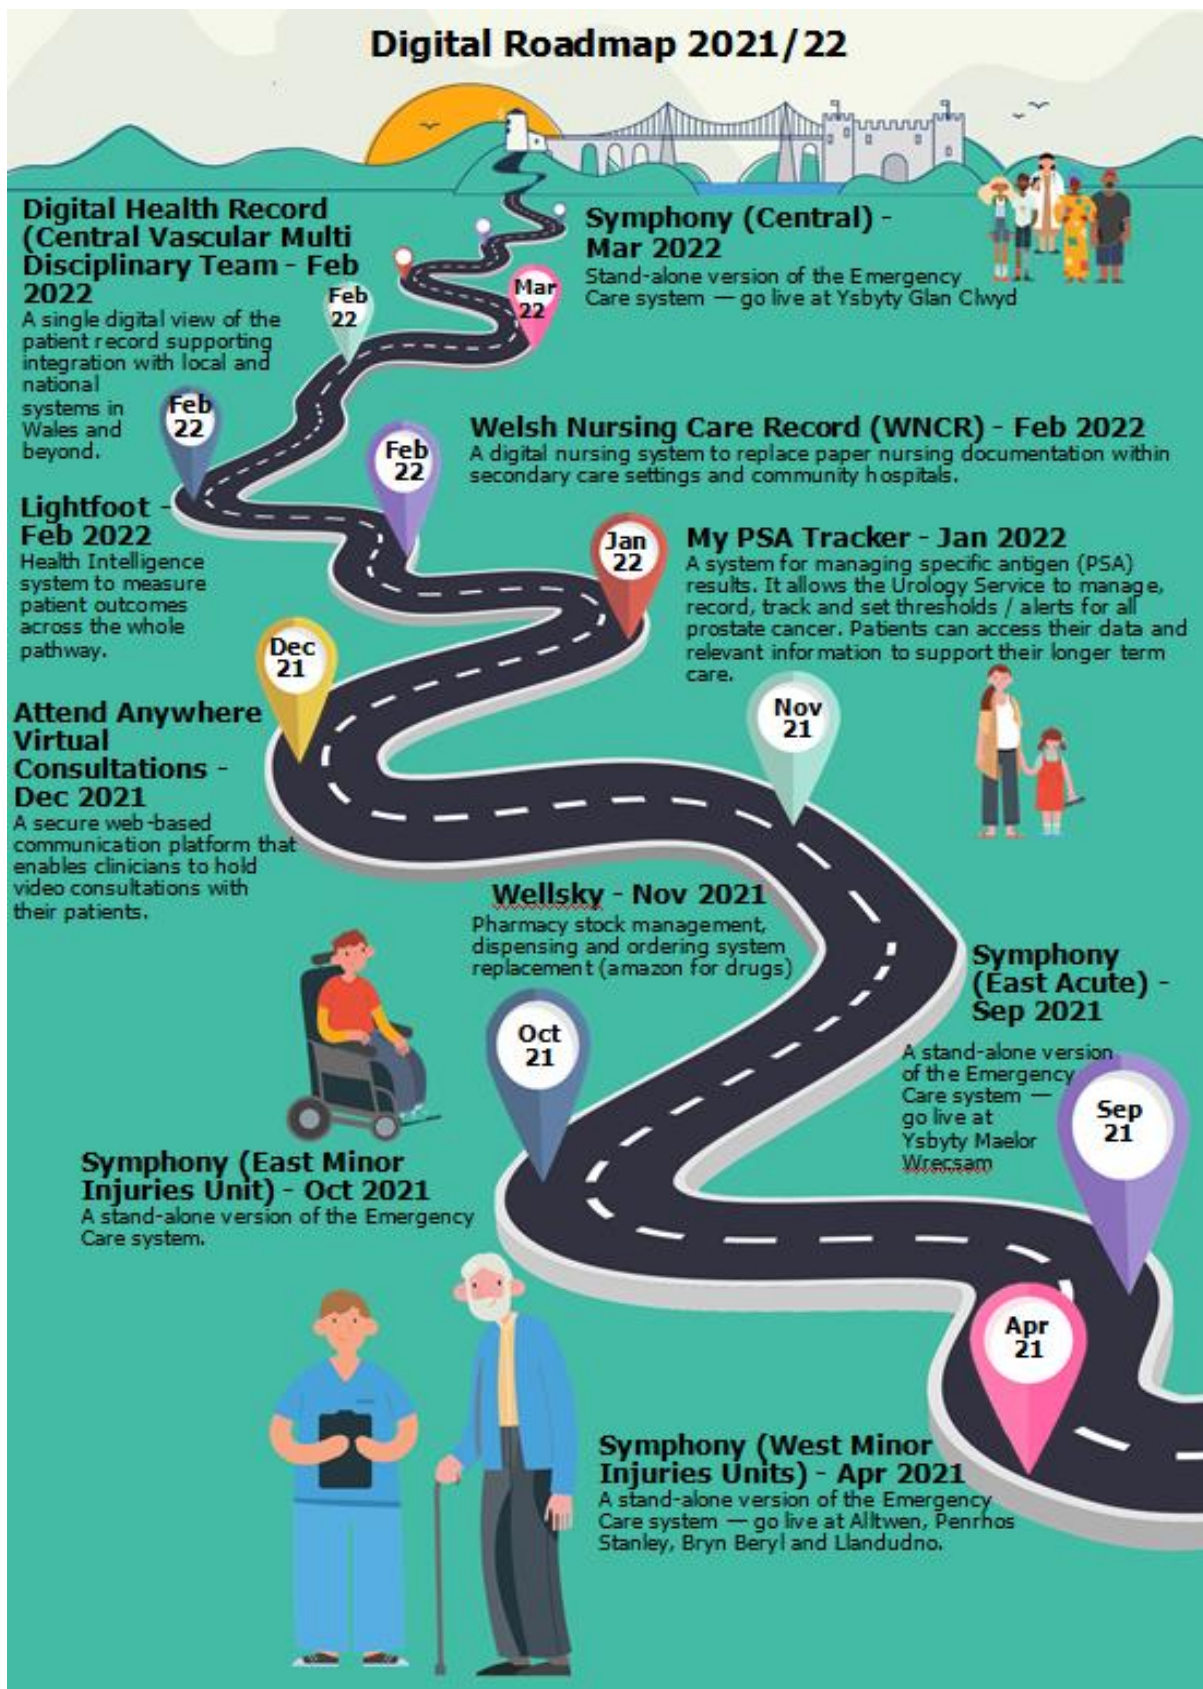 Digital Roadmap 2021/22
Digital Health Record
(Central Vascular Multi
Disciplinary Team - Feb
2022
A single digital view of the
patient record supporting
integration with local and
national
systems in
Wales and
beyond.
Symphony (Central) -
Mar 2022
Stand-alone version of the Emergency
Care system — go live at Ysbyty Glan Clwyd
Mar
22
Feb
22
Feb
22
Feb
22
Welsh Nursing Care Record (WNCR) - Feb 2022
A digital nursing system to replace paper nursing documentation within
secondary care settings and community hospitals.
Lightfoot -
Feb 2022
Health Intelligence
system to measure
patient outcomes
across the whole
pathway.
Jan
22
My PSA Tracker - Jan 2022
A system for managing specific antigen (PSA)
results. It allows the Urology Service to manage,
record, track and set thresholds / alerts for all
prostate cancer. Patients can access their data and
relevant information to support their longer term
care.
Dec
21
Attend Anywhere
Virtual
Consultations -
Dec 2021
A secure web-based
communication platform that
enables clinicians to hold
video consultations with
their patients.
Nov
21
Wellsky - Nov 2021
Pharmacy stock management,
dispensing and ordering system
replacement (amazon for drugs)
Symphony
(East Acute) -
Sep 2021
A stand-alone version
of the Emergency
Care system —
go live at
Ysbyty Maelor
Wrecsam
Oct
21
Sep
21
Symphony (East Minor
Injuries Unit) - Oct 2021
A stand-alone version of the Emergency
Care system.
Apr
21
Symphony (West Minor
Injuries Units) - Apr 2021
A stand-alone version of the Emergency
Care system — go live at Alltwen, Penrhos
Stanley, Bryn Beryl and Llandudno.